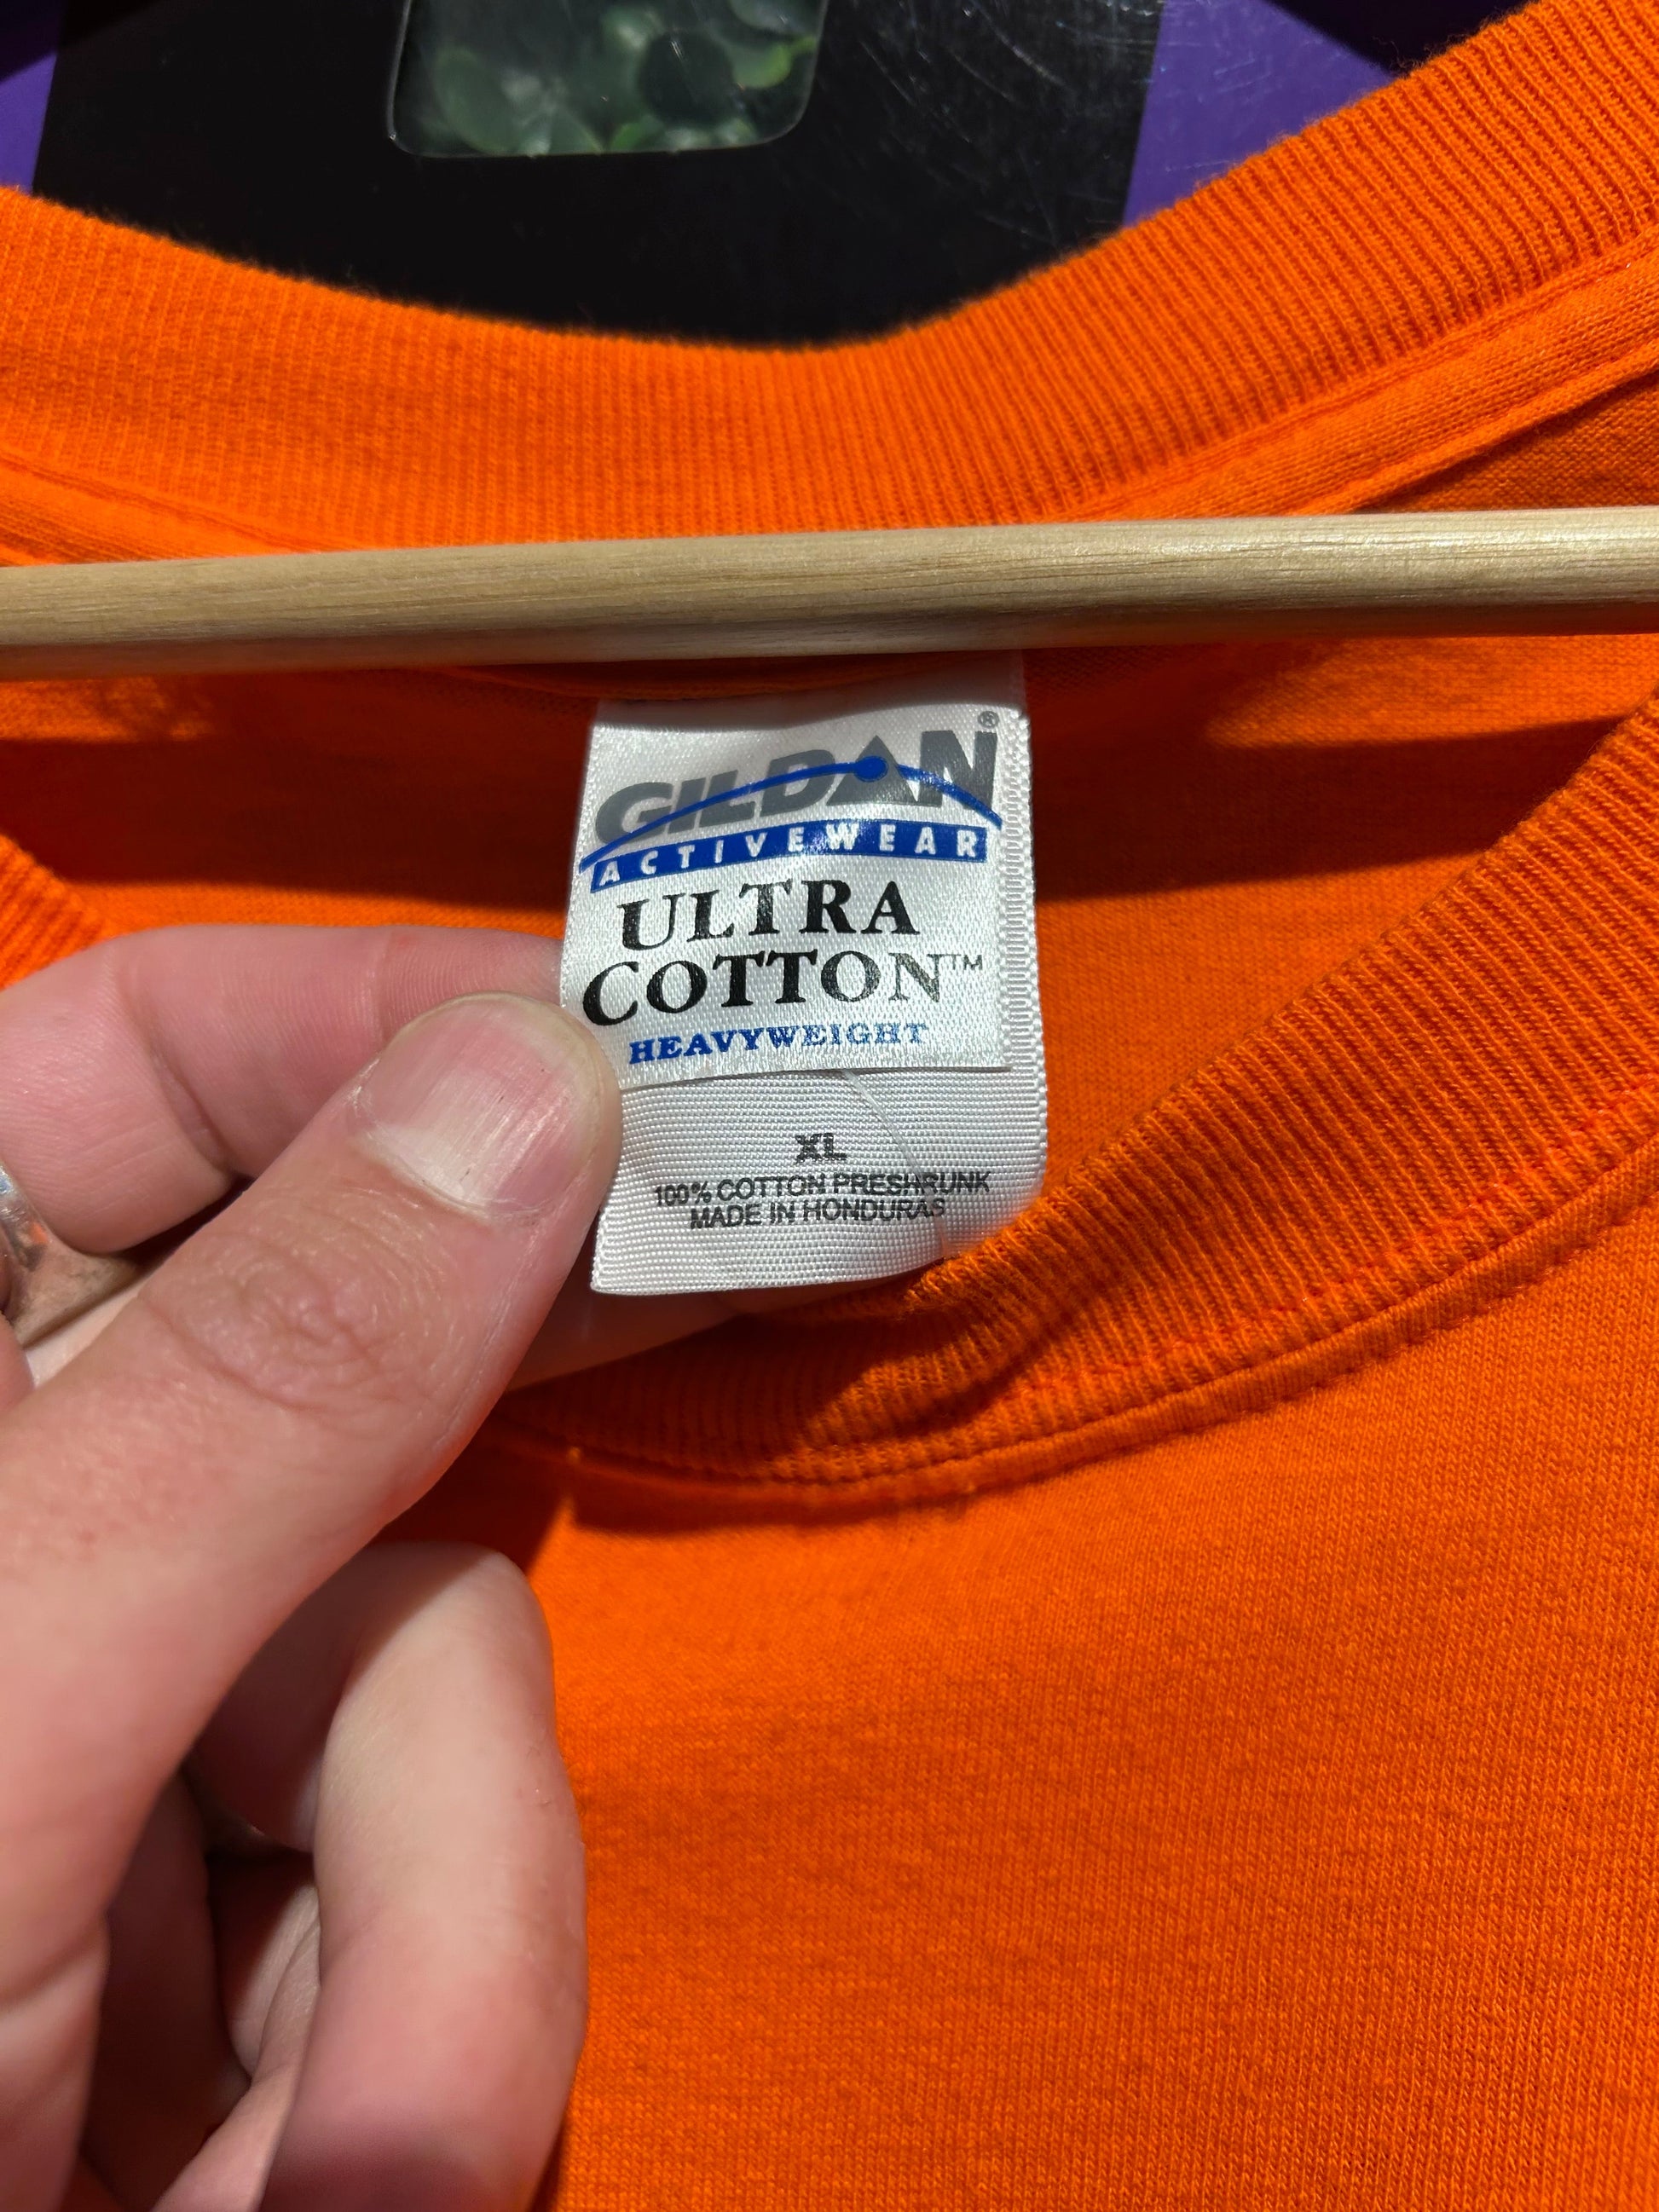 GILDAN®
ACTIVEWEAR
ULTRA
COTTON™
HEAVYWEIGHT
XL
100% COTTON PRESHRUNK
MADE IN HONDURAS